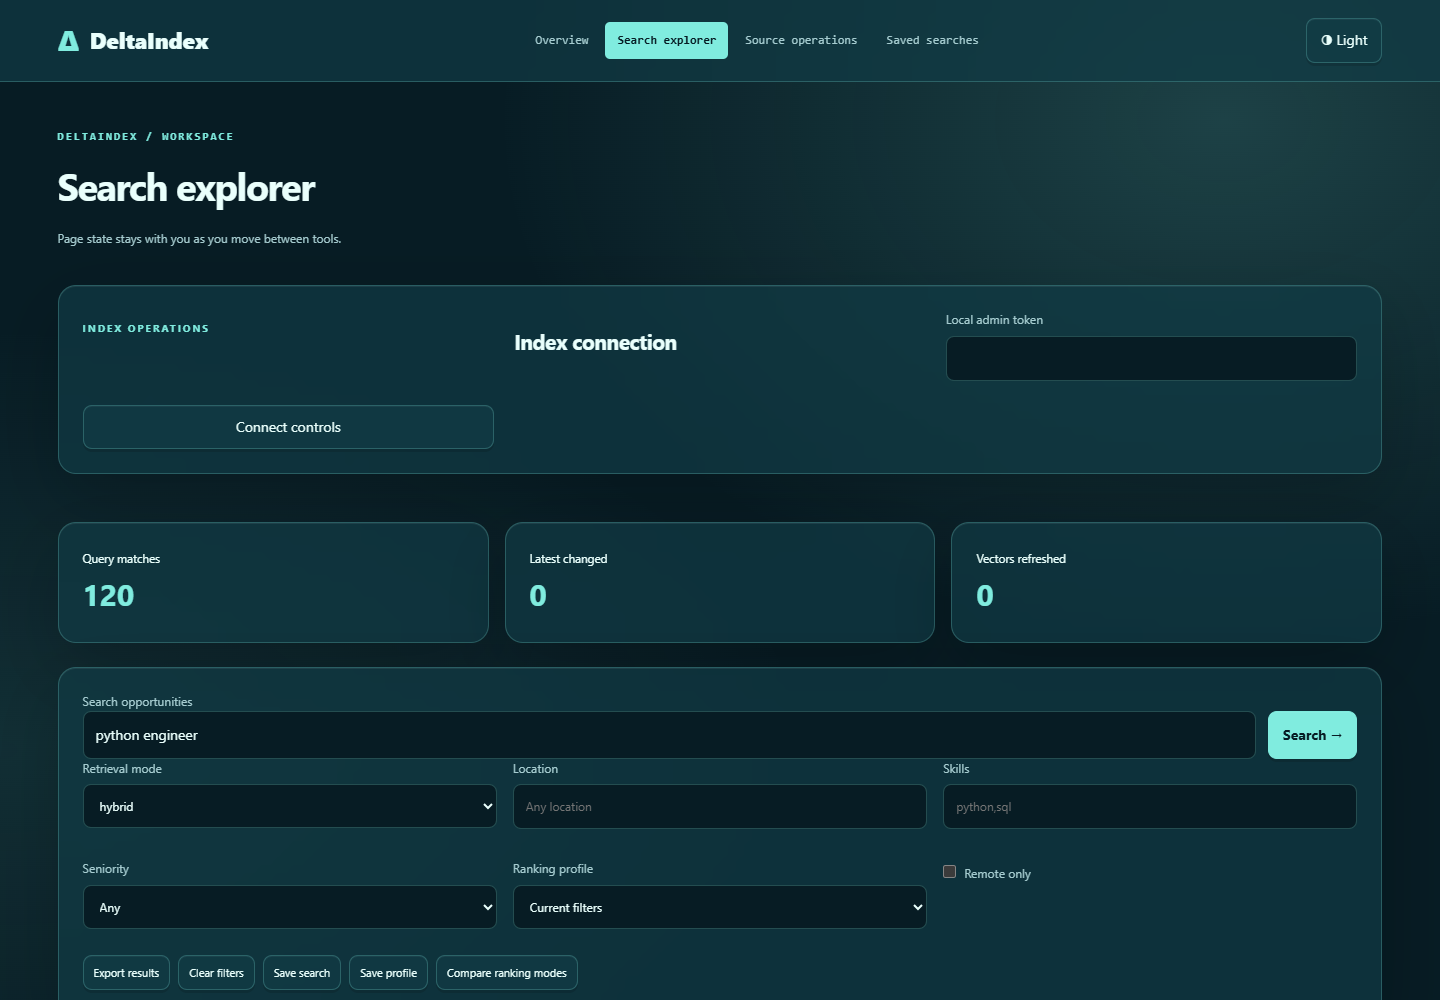 DeltaIndex
Overview
Search explorer
Source operations
Saved searches
Light
DELTAINDEX / WORKSPACE
Search explorer
Page state stays with you as you move between tools.
INDEX OPERATIONS
Index connection
Local admin token
Connect controls
Query matches
120
Latest changed
0
Vectors refreshed
0
Search opportunities
python engineer
Search →
Retrieval mode
Location
Skills
hybrid
Any location
python,sql
Seniority
Ranking profile
Remote only
Any
Current filters
Export results
Clear filters
Save search
Save profile
Compare ranking modes